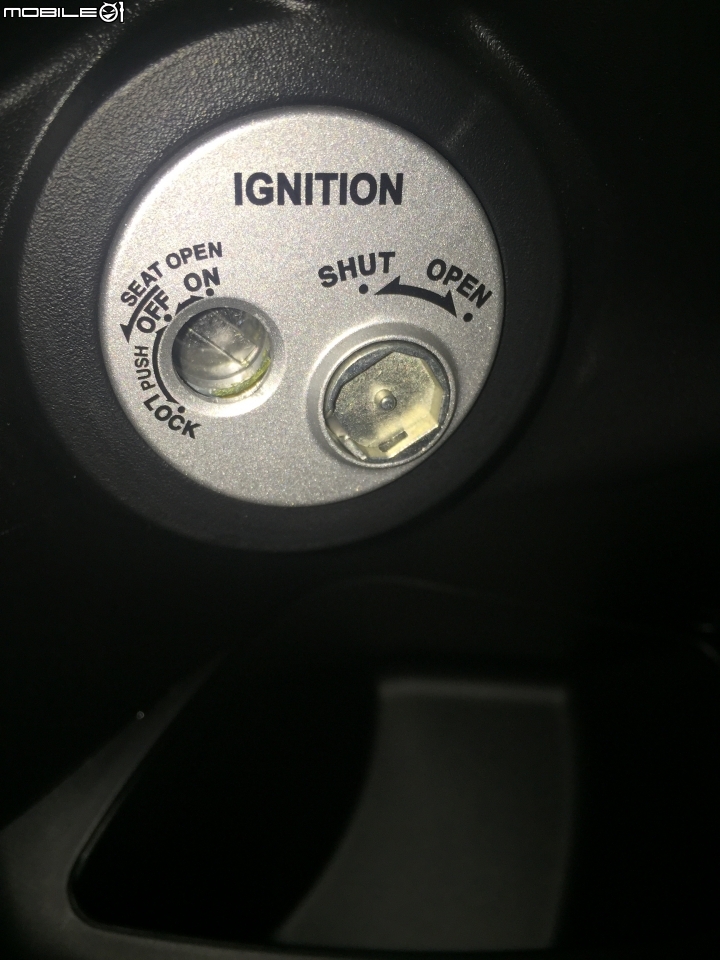 MOBILE01
IGNITION
SEAT OPEN
ON
OFF
PUSH
LOCK
SHUT
OPEN